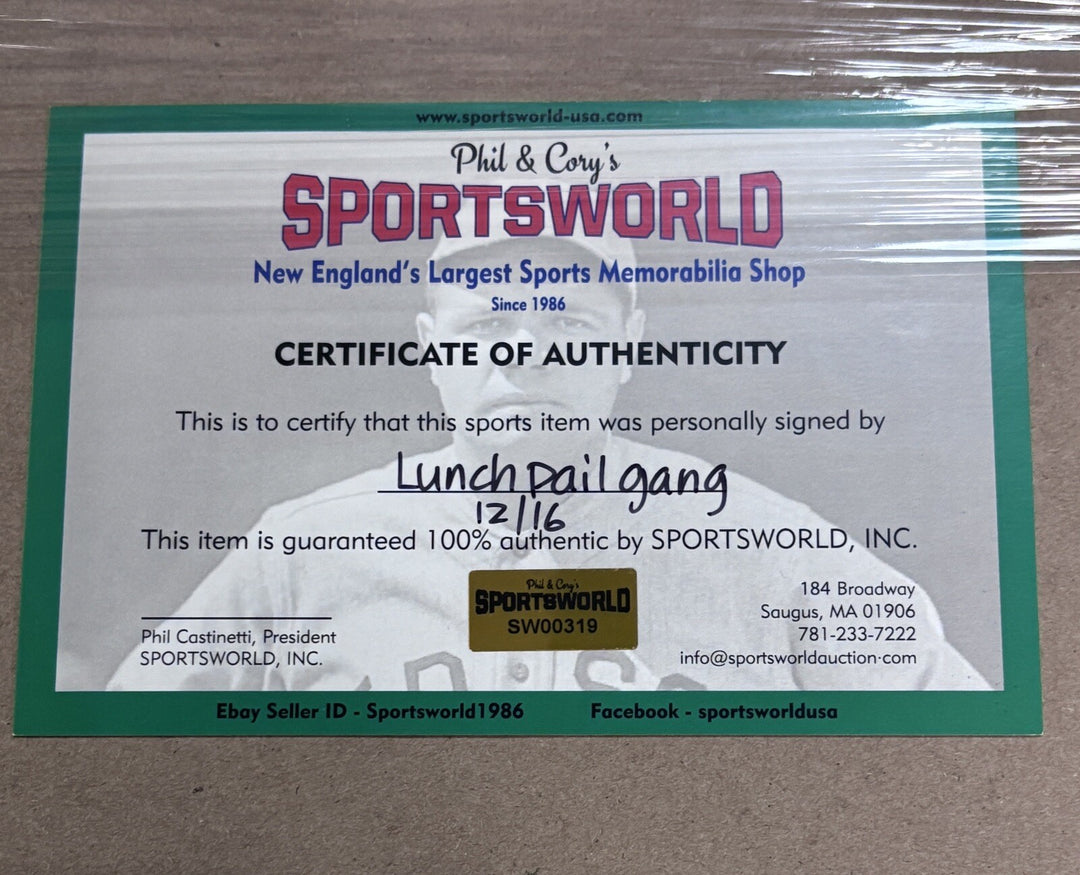 www.sportsworld-usa.com
Phil & Cory's
SPORTSWORLD
New England's Largest Sports Memorabilia Shop
Since 1986
CERTIFICATE OF AUTHENTICITY
This is to certify that this sports item was personally signed by
Lunch pail gang
12/16
This item is guaranteed 100% authentic by SPORTSWORLD, INC.
Phil & Cory's
SPORTSWORLD
SW00319
Phil Castinetti, President
SPORTSWORLD, INC.
184 Broadway
Saugus, MA 01906
781-233-7222
info@sportsworldauction.com
Ebay Seller ID - Sportsworld1986
Facebook - sportsworldusa